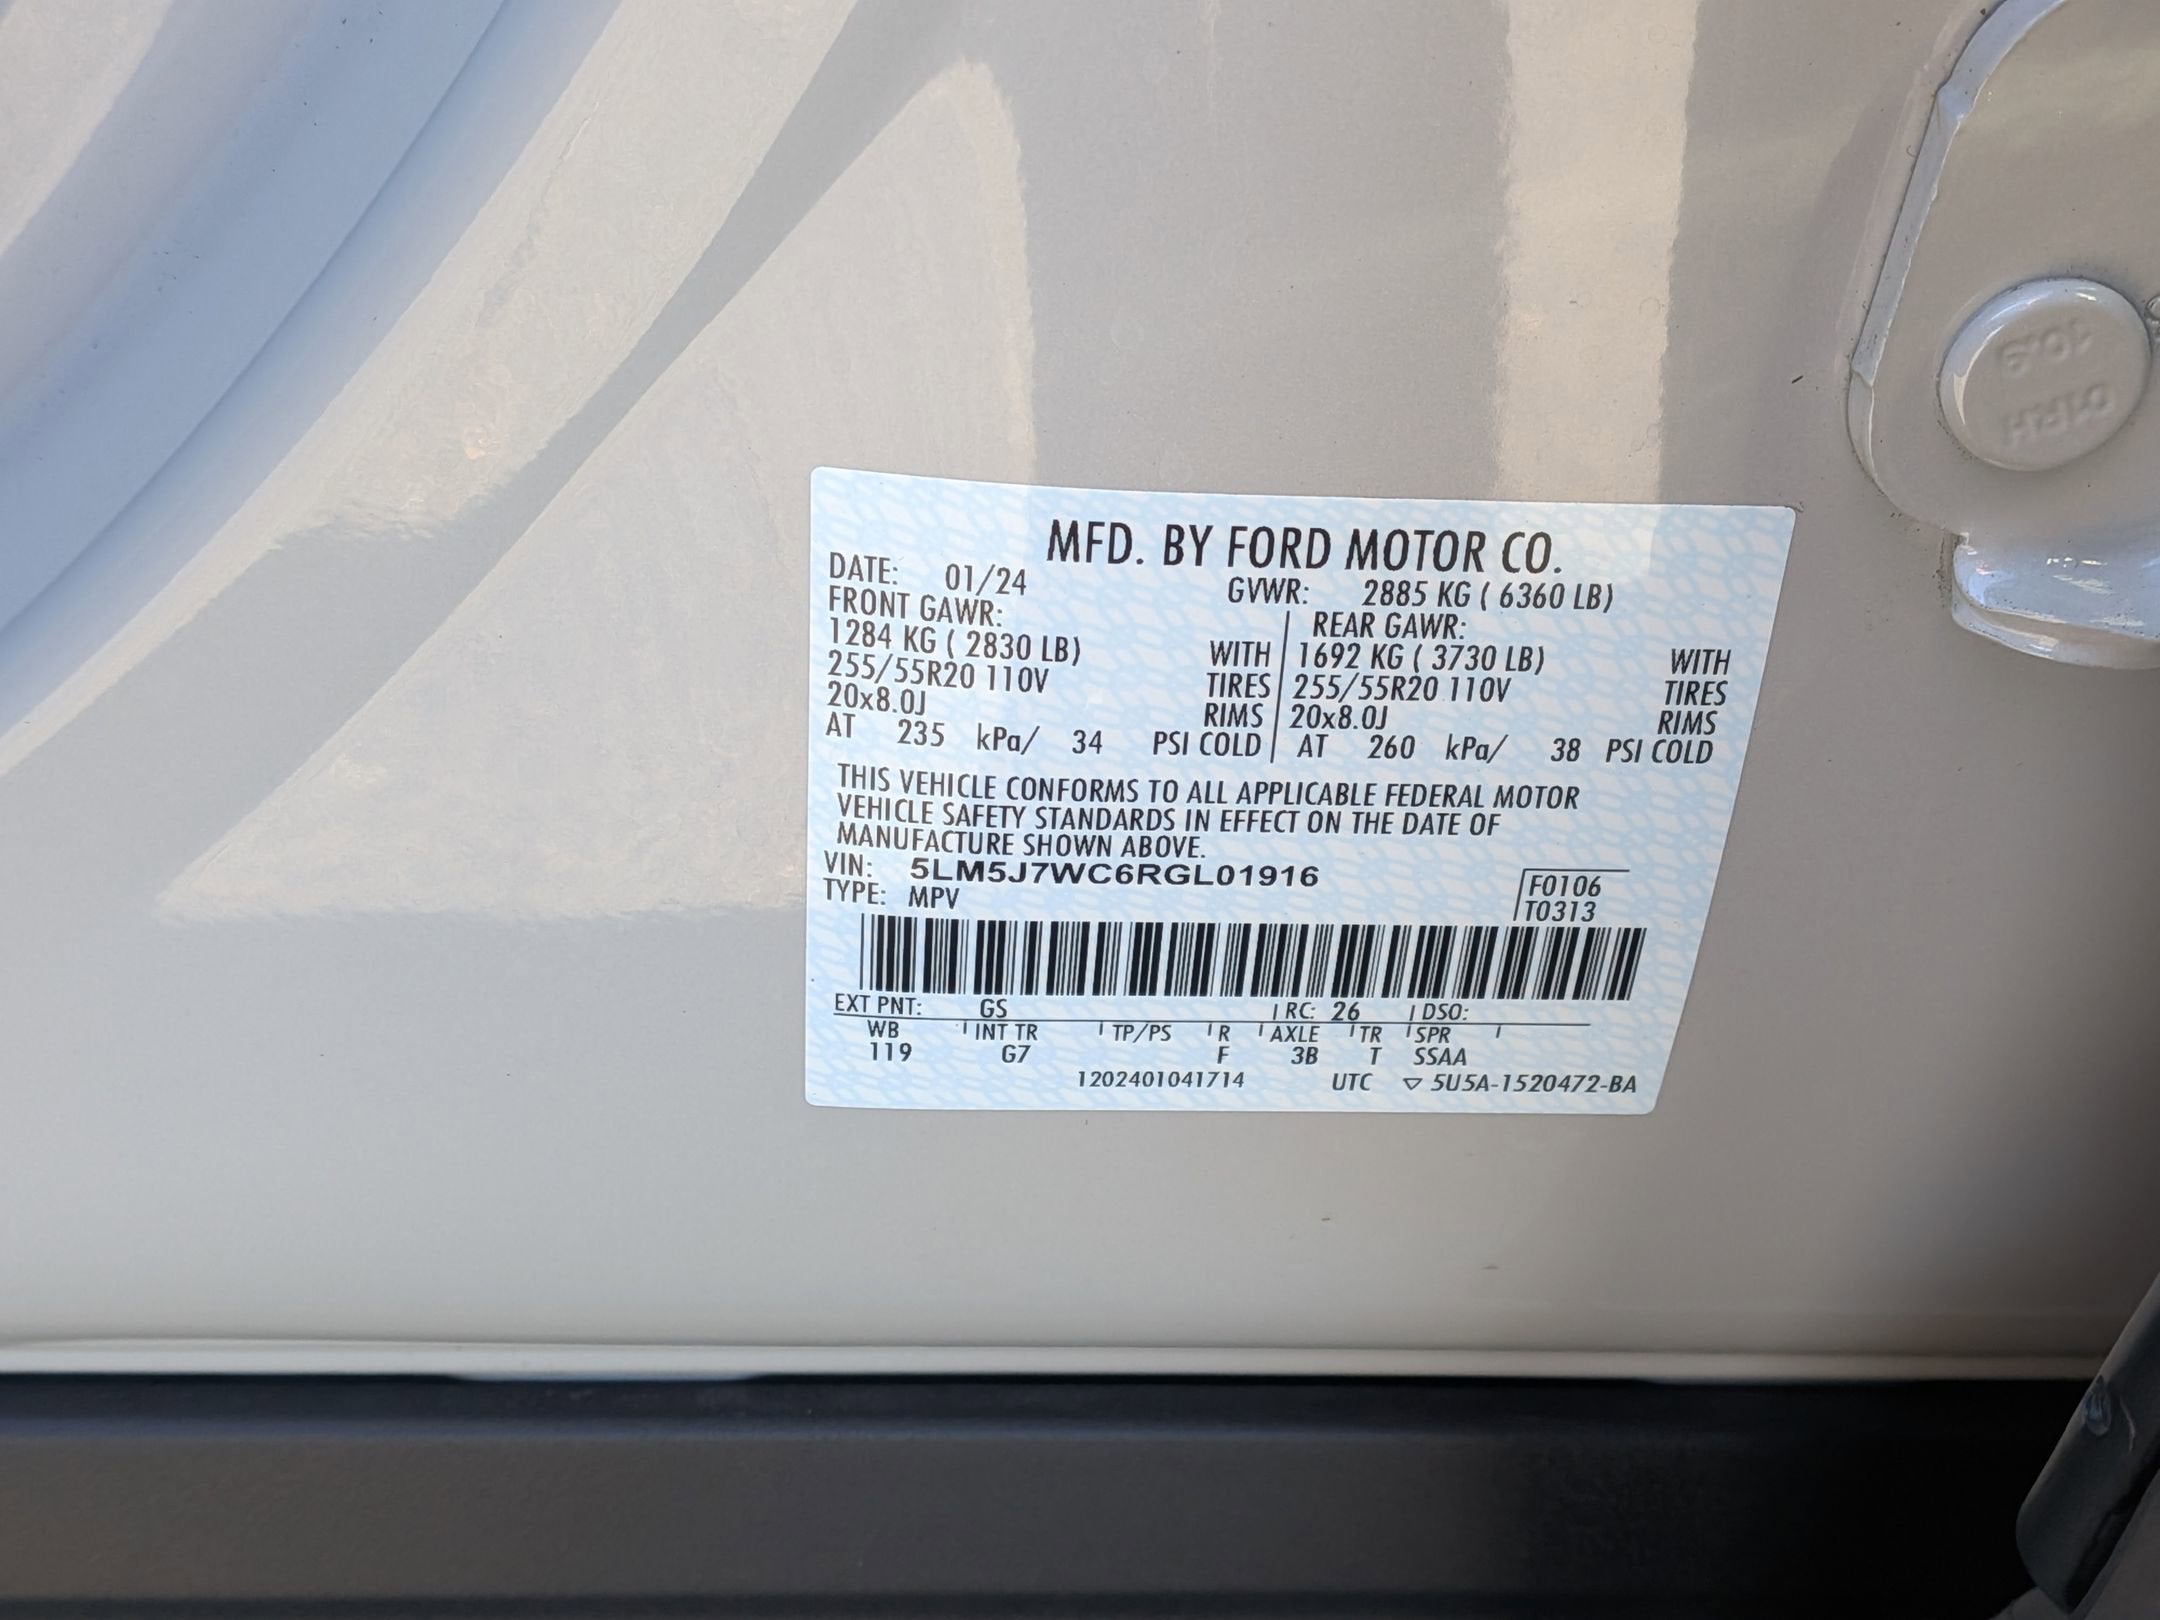 MFD. BY FORD MOTOR CO.
DATE: 01/24 GVWR: 2885 KG ( 6360 LB)
FRONT GAWR: REAR GAWR:
1284 KG ( 2830 LB) WITH 1692 KG ( 3730 LB) WITH
255/55R20 110V TIRES 255/55R20 110V TIRES
20x8.0J RIMS 20x8.0J RIMS
AT 235 kPa/ 34 PSI COLD AT 260 kPa/ 38 PSI COLD
THIS VEHICLE CONFORMS TO ALL APPLICABLE FEDERAL MOTOR
VEHICLE SAFETY STANDARDS IN EFFECT ON THE DATE OF
MANUFACTURE SHOWN ABOVE.
VIN: 5LM5J7WC6RGL01916 F0106
TYPE: MPV T0313
EXT PNT: GS RC: 26 DSO:
WB INT TR TP/PS R AXLE TR SPR
119 G7 F 3B T SSAA
1202401041714 UTC ▽ 5U5A-1520472-BA
10.9